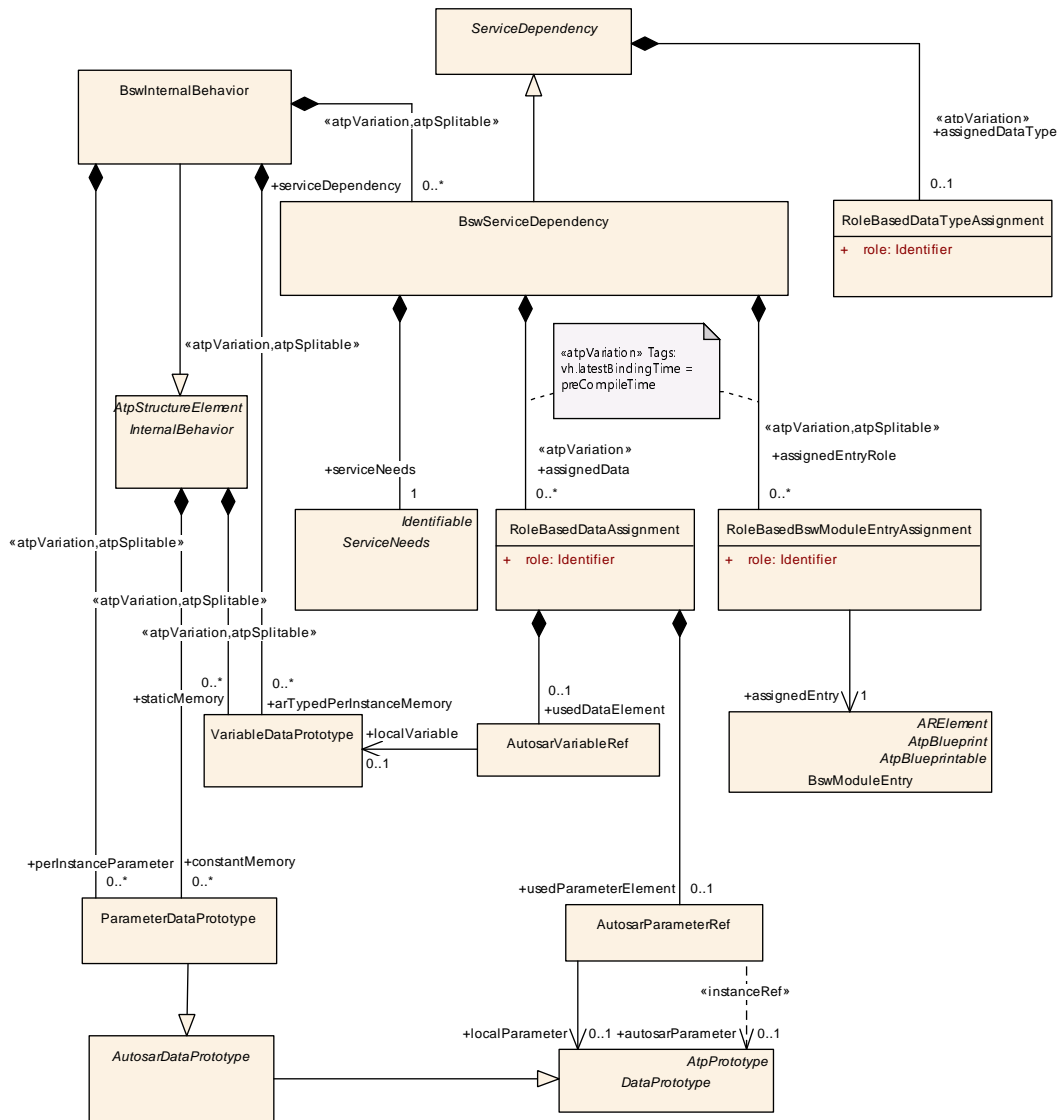 ServiceDependency
BswInternalBehavior
«atpVariation,atpSplitable»
«atpVariation»
+assignedDataType
+serviceDependency
0..*
0..1
BswServiceDependency
RoleBasedDataTypeAssignment
+ role: Identifier
«atpVariation,atpSplitable»
«atpVariation» Tags:
vh.latestBindingTime =
preCompileTime
AtpStructureElement
InternalBehavior
«atpVariation,atpSplitable»
«atpVariation»
+assignedEntryRole
+serviceNeeds
+assignedData
1
0..*
0..*
Identifiable
ServiceNeeds
RoleBasedDataAssignment
+ role: Identifier
RoleBasedBswModuleEntryAssignment
+ role: Identifier
«atpVariation,atpSplitable»
«atpVariation,atpSplitable»
«atpVariation,atpSplitable»
0..*
+staticMemory
0..*
+arTypedPerInstanceMemory
0..1
+usedDataElement
+assignedEntry
1
VariableDataPrototype
+localVariable
0..1
AutosarVariableRef
ARElement
AtpBlueprint
AtpBlueprintable
BswModuleEntry
+perInstanceParameter
0..*
+constantMemory
0..*
+usedParameterElement
0..1
ParameterDataPrototype
AutosarParameterRef
«instanceRef»
+localParameter
0..1
+autosarParameter
0..1
AutosarDataPrototype
AtpPrototype
DataPrototype